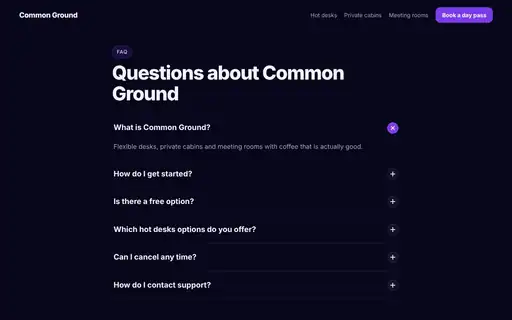 Common Ground
Hot desks
Private cabins
Meeting rooms
Book a day pass
FAQ
Questions about Common
Ground
What is Common Ground?
Flexible desks, private cabins and meeting rooms with coffee that is actually good.
How do I get started?
Is there a free option?
Which hot desks options do you offer?
Can I cancel any time?
How do I contact support?